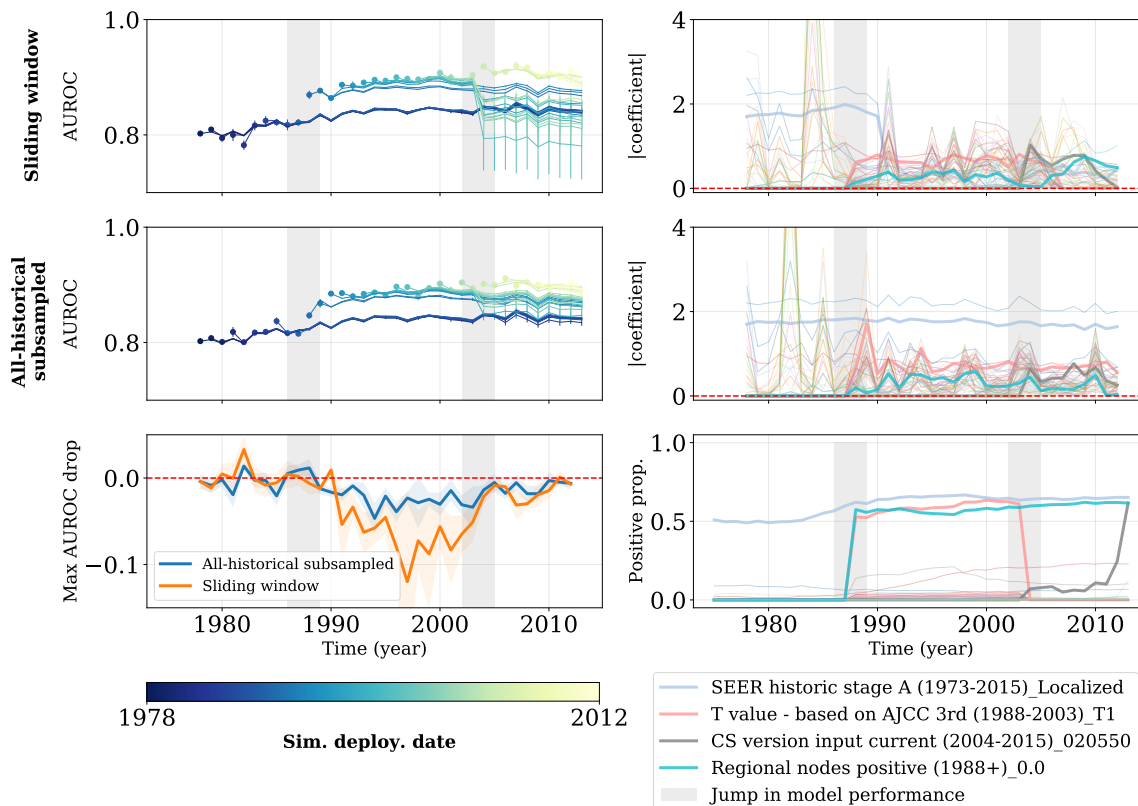 Sliding window
AUROC
1.0
0.8
|coefficient|
4
2
0
All-historical
subsampled
AUROC
1.0
0.8
|coefficient|
4
2
0
Max AUROC drop
0.0
−0.1
All-historical subsampled
Sliding window
1980
1990
2000
2010
Time (year)
Positive prop.
1.0
0.5
0.0
1980
1990
2000
2010
Time (year)
1978
2012
Sim. deploy. date
SEER historic stage A (1973-2015)_Localized
T value - based on AJCC 3rd (1988-2003)_T1
CS version input current (2004-2015)_020550
Regional nodes positive (1988+)_0.0
Jump in model performance